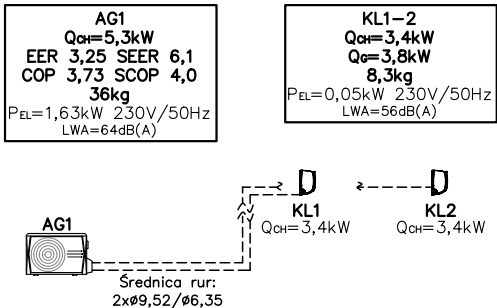 AG1
QCH=5,3kW
EER 3,25 SEER 6,1
COP 3,73 SCOP 4,0
36kg
PEL=1,63kW 230V/50Hz
LWA=64dB(A)
KL1-2
QCH=3,4kW
QG=3,8kW
8,3kg
PEL=0,05kW 230V/50Hz
LWA=56dB(A)
KL1
QCH=3,4kW
KL2
QCH=3,4kW
AG1
Średnica rur:
2xø9,52/ø6,35